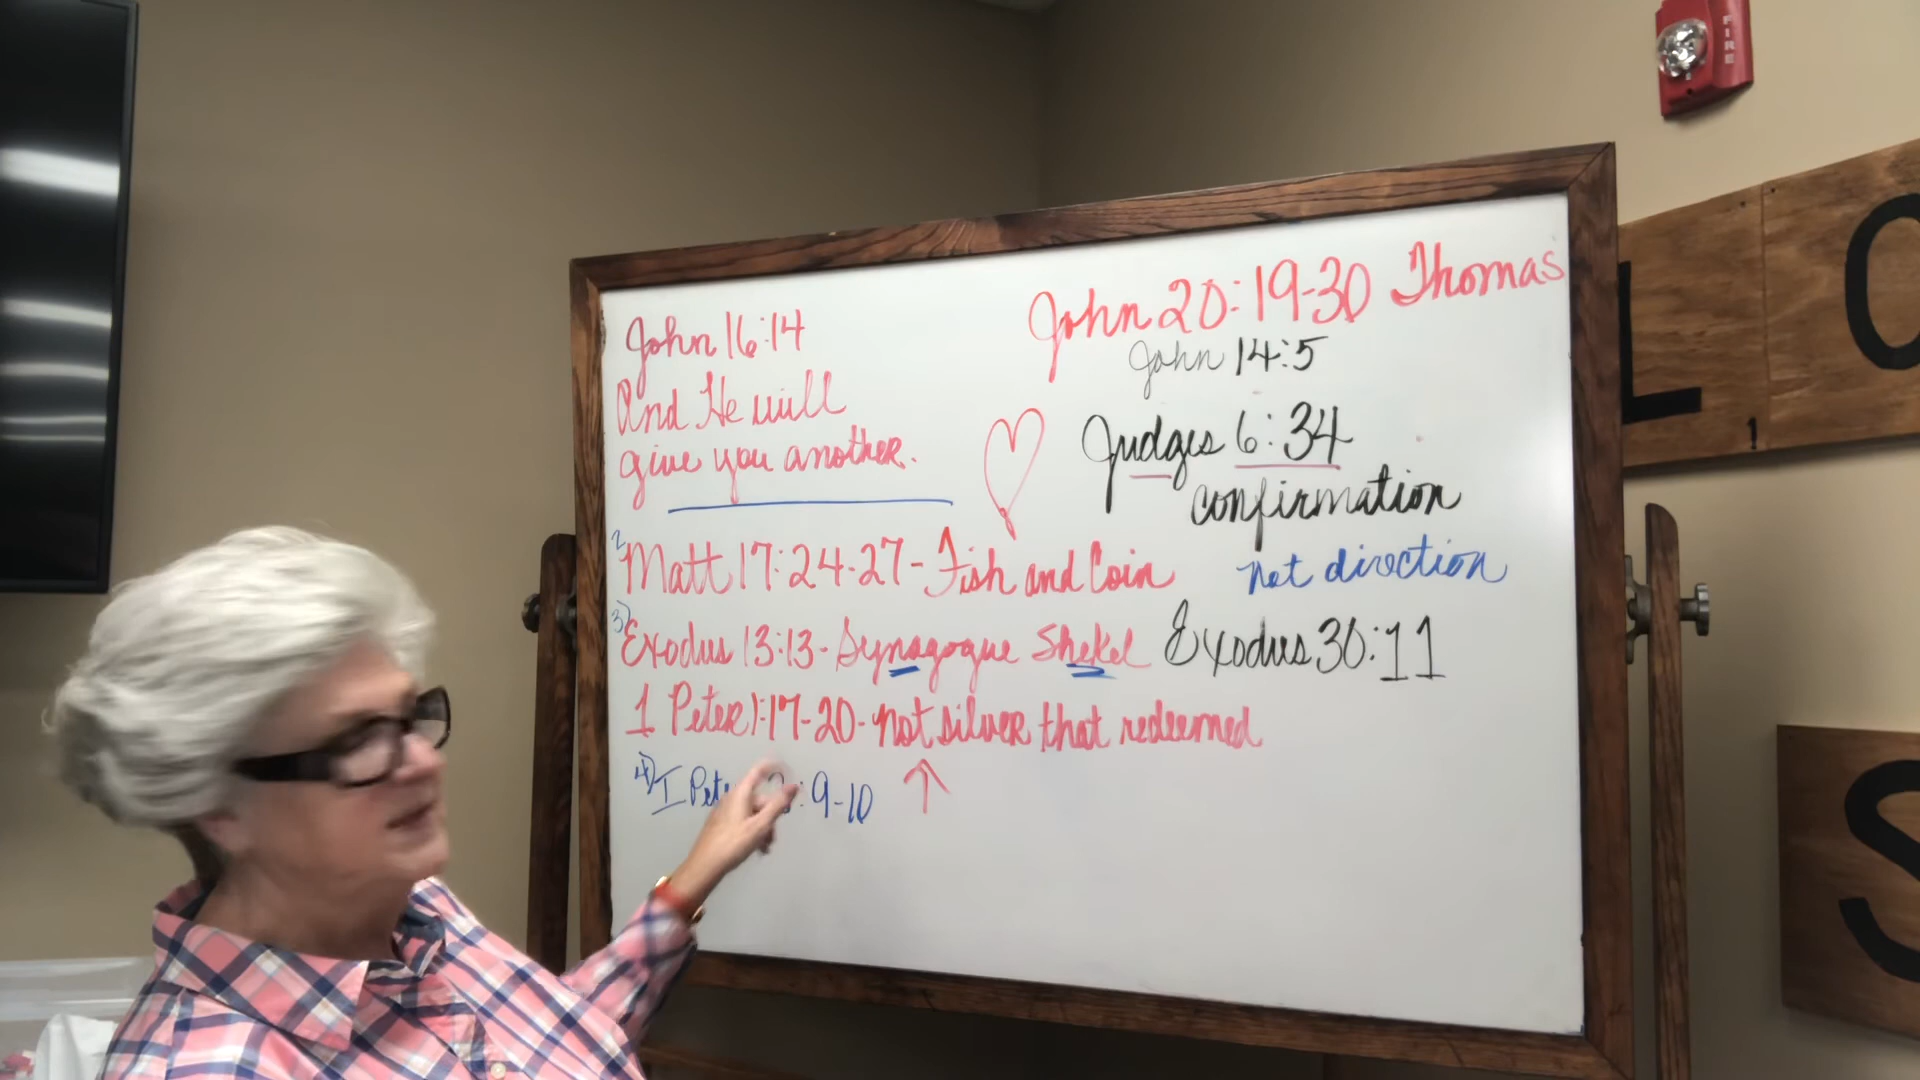 John 16:14
And He will
give you another.
John 20:19-30 Thomas
John 14:5
Judges 6:34
confirmation
not direction
2 Matt 17:24-27 - Fish and Coin
3) Exodus 13:13 - Synagogue Shekel Exodus 30:11
1 Peter 1:17-20 - not silver that redeemed
4) I Peter 2:9-10
FIRE
L O
S